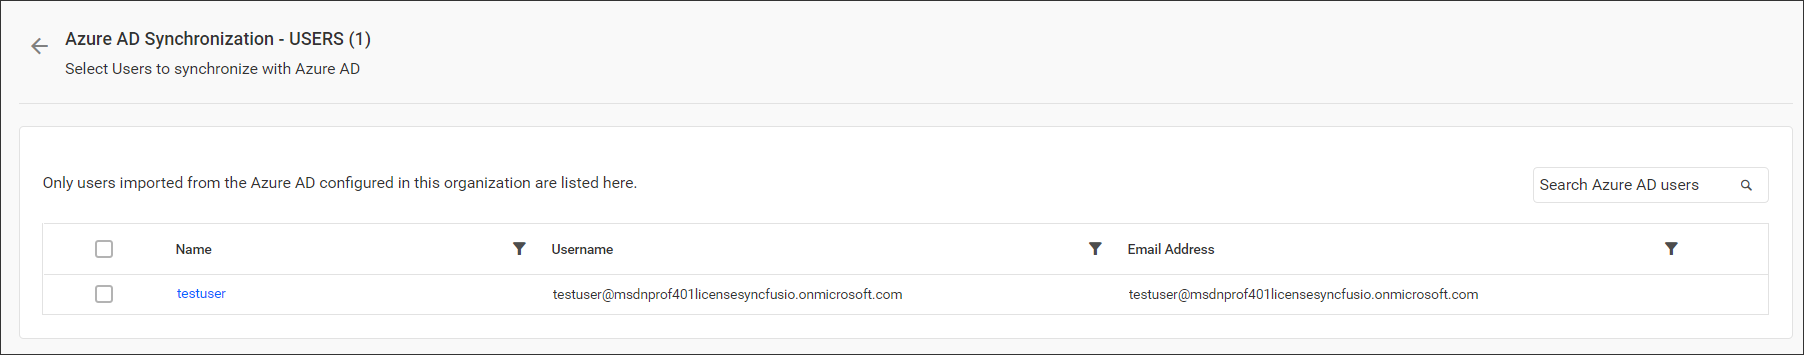 Azure AD Synchronization - USERS (1)
Select Users to synchronize with Azure AD
Only users imported from the Azure AD configured in this organization are listed here.
Search Azure AD users
Name Username Email Address
testuser testuser@msdnprof401licensesyncfusio.onmicrosoft.com testuser@msdnprof401licensesyncfusio.onmicrosoft.com